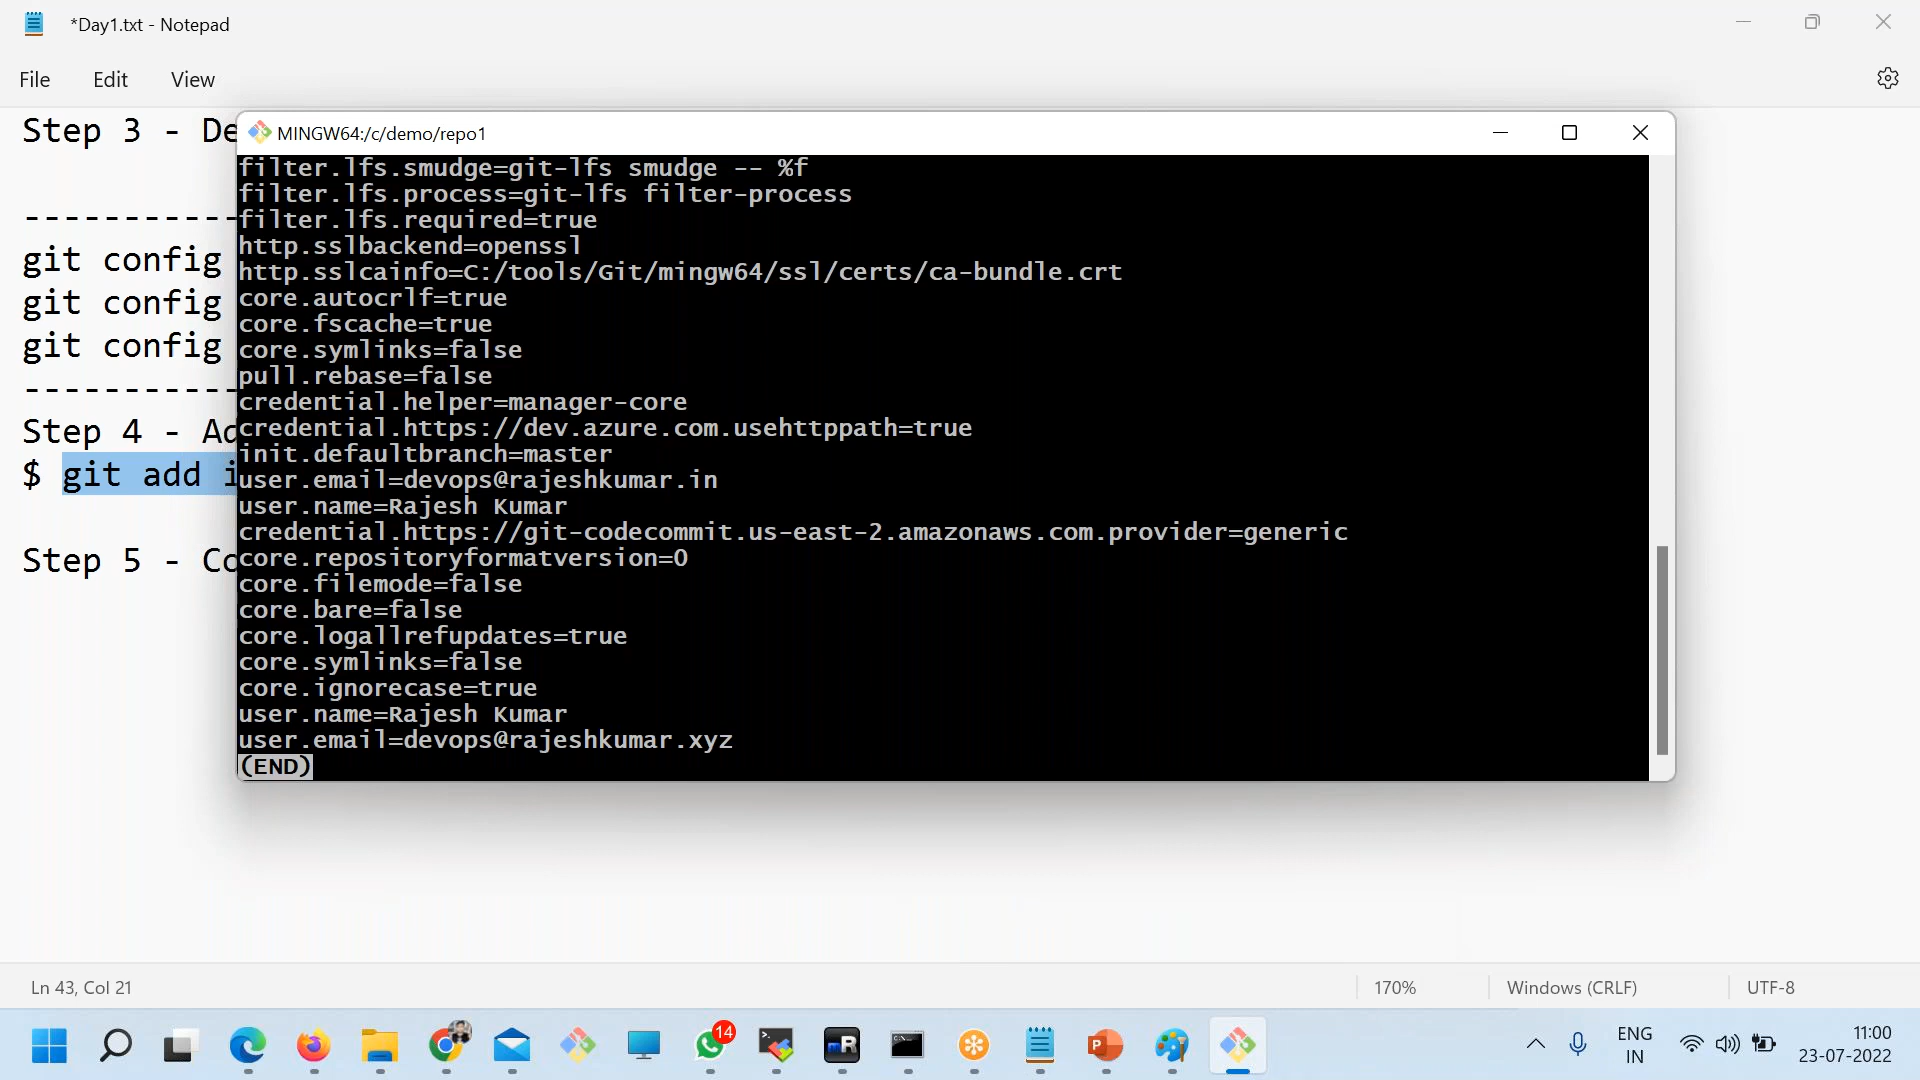 *Day1.txt - Notepad
File Edit View
Step 3 - De
-----------
git config
git config
git config
-----------
Step 4 - Ad
$ git add i
Step 5 - Co
MINGW64:/c/demo/repo1
filter.lfs.smudge=git-lfs smudge -- %f
filter.lfs.process=git-lfs filter-process
filter.lfs.required=true
http.sslbackend=openssl
http.sslcainfo=C:/tools/Git/mingw64/ssl/certs/ca-bundle.crt
core.autocrlf=true
core.fscache=true
core.symlinks=false
pull.rebase=false
credential.helper=manager-core
credential.https://dev.azure.com.usehttppath=true
init.defaultbranch=master
user.email=devops@rajeshkumar.in
user.name=Rajesh Kumar
credential.https://git-codecommit.us-east-2.amazonaws.com.provider=generic
core.repositoryformatversion=0
core.filemode=false
core.bare=false
core.logallrefupdates=true
core.symlinks=false
core.ignorecase=true
user.name=Rajesh Kumar
user.email=devops@rajeshkumar.xyz
(END)
Ln 43, Col 21 170% Windows (CRLF) UTF-8
14
mR
P
ENG
IN
11:00
23-07-2022